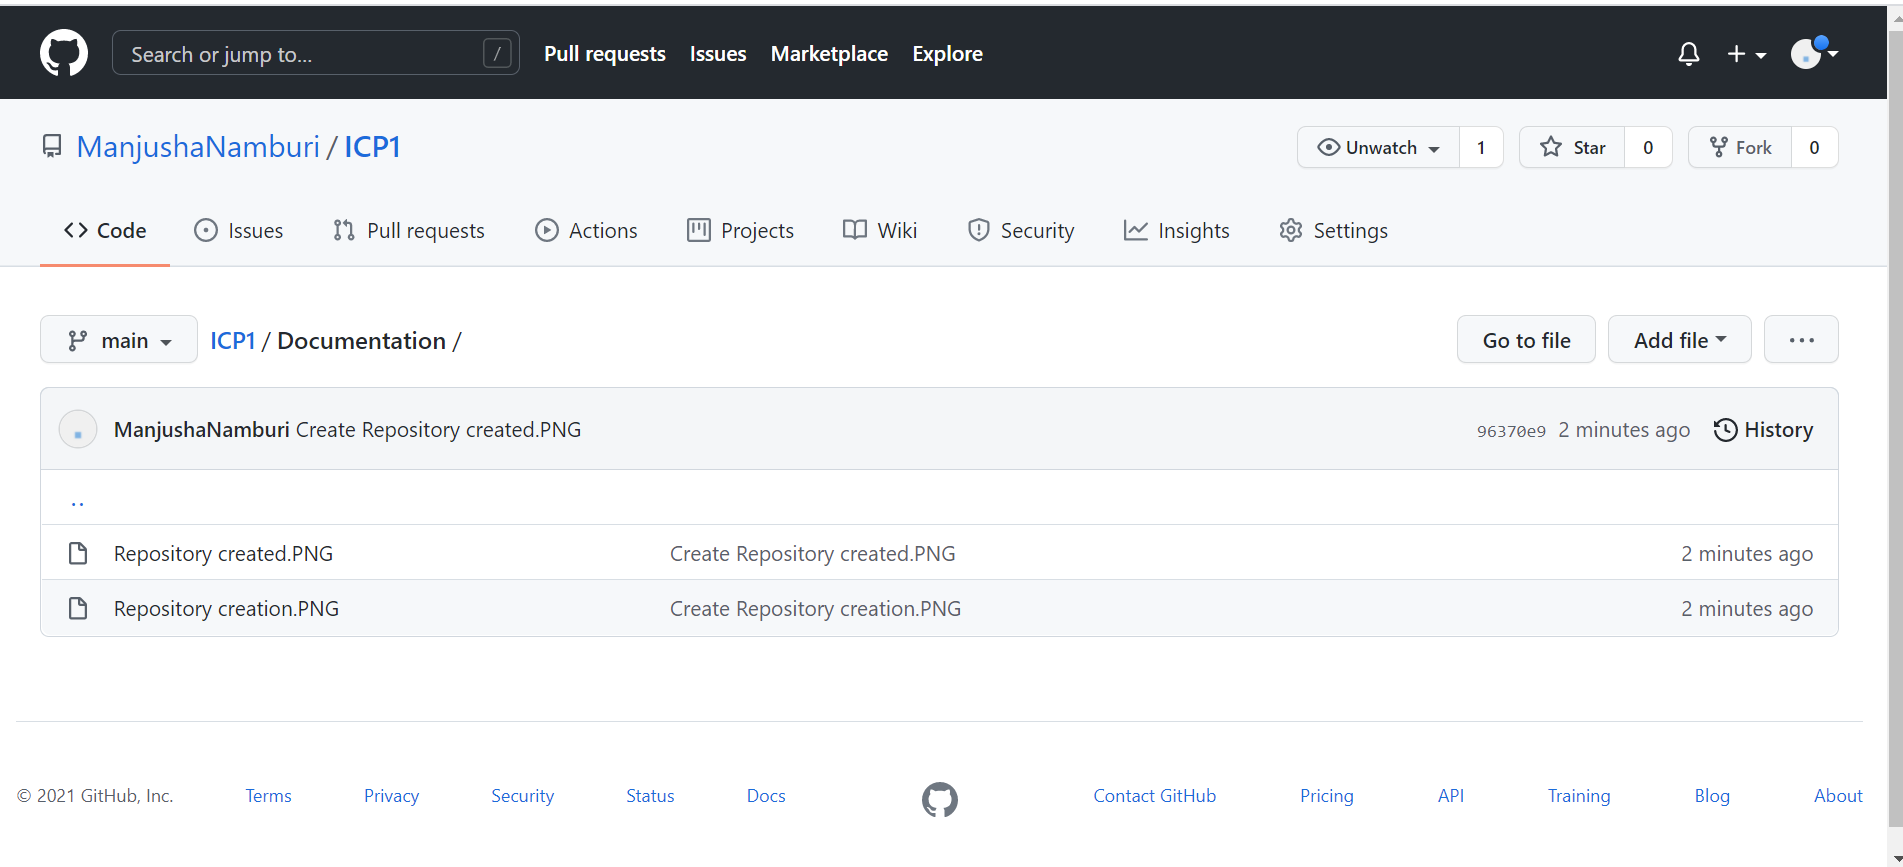 Search or jump to... / Pull requests Issues Marketplace Explore
ManjushaNamburi / ICP1 Unwatch 1 Star 0 Fork 0
Code Issues Pull requests Actions Projects Wiki Security Insights Settings
main ICP1 / Documentation / Go to file Add file ...
ManjushaNamburi Create Repository created.PNG 96370e9 2 minutes ago History
..
Repository created.PNG Create Repository created.PNG 2 minutes ago
Repository creation.PNG Create Repository creation.PNG 2 minutes ago
© 2021 GitHub, Inc. Terms Privacy Security Status Docs Contact GitHub Pricing API Training Blog About